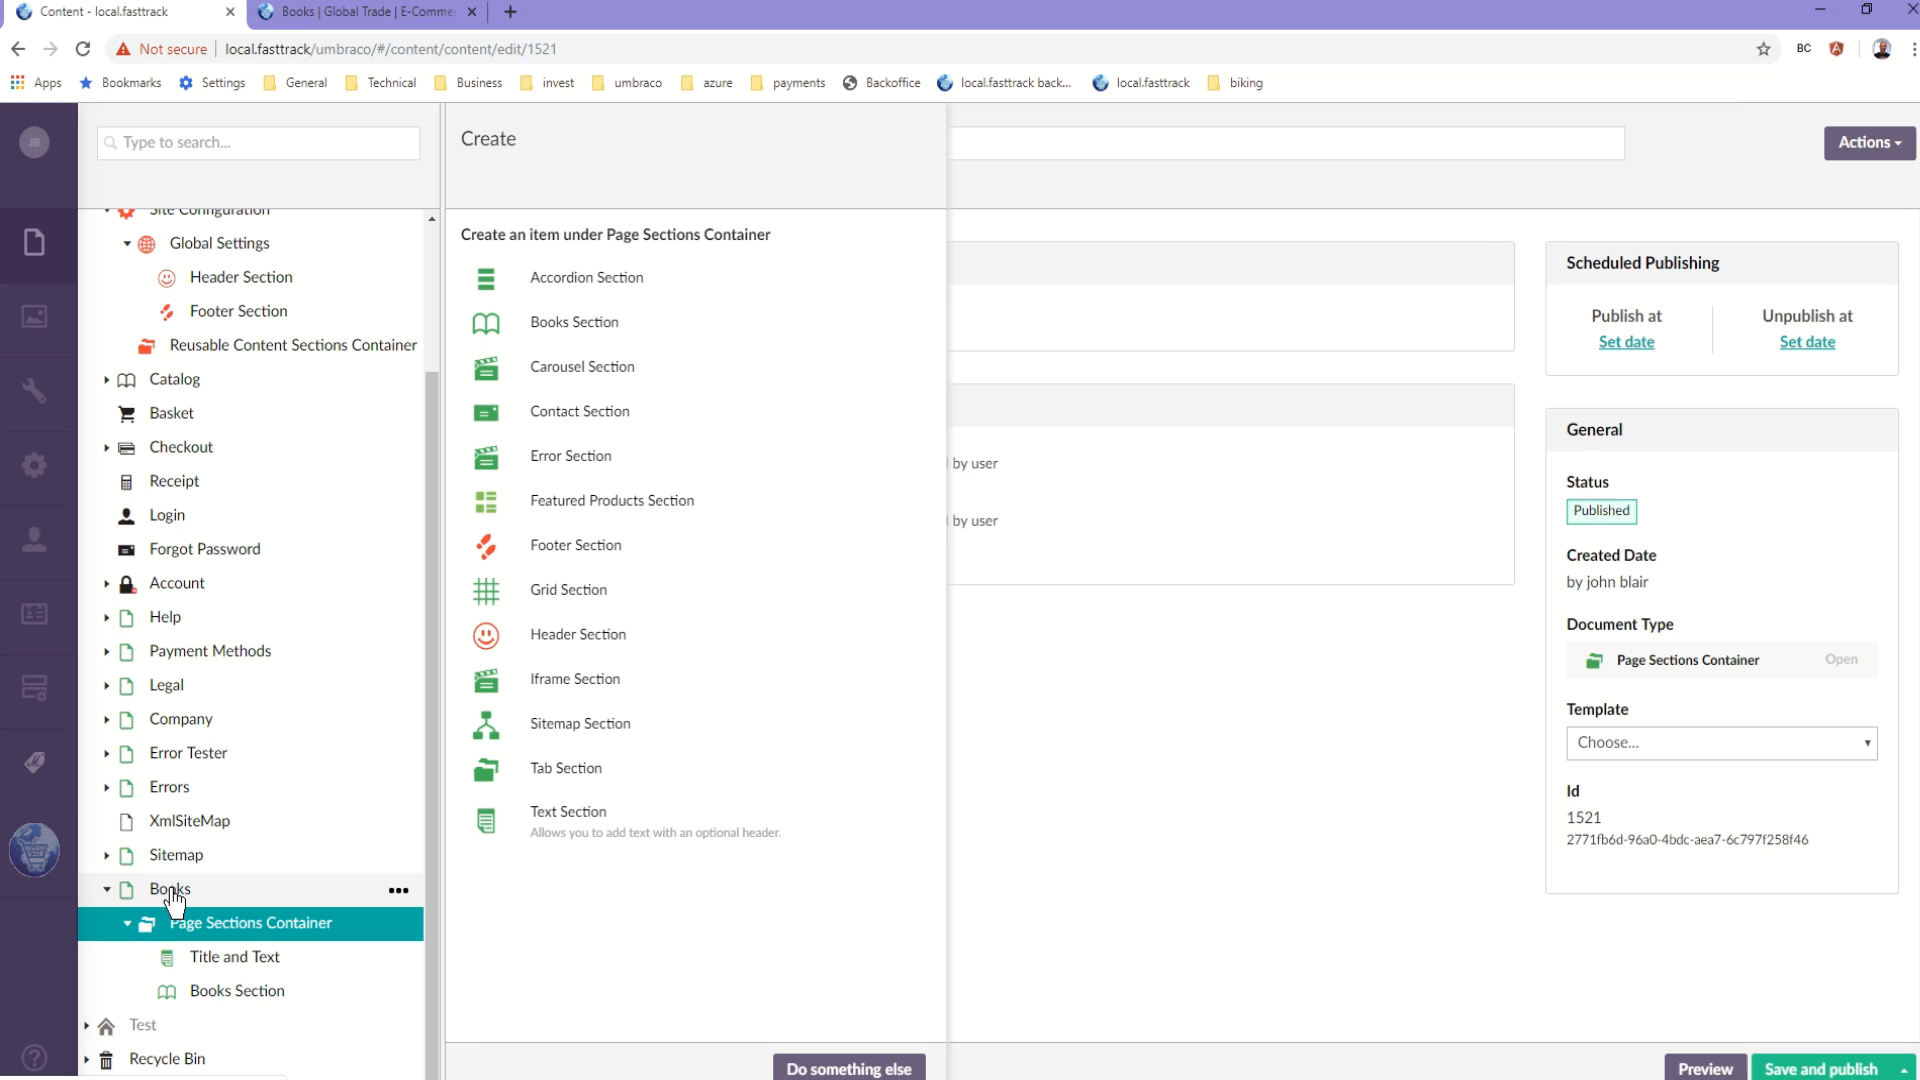 Content - local.fasttrack
Books | Global Trade | E-Comme
Not secure
local.fasttrack/umbraco/#/content/content/edit/1521
BC
Apps
Bookmarks
Settings
General
Technical
Business
invest
umbraco
azure
payments
Backoffice
local.fasttrack back...
local.fasttrack
biking
JB
Type to search...
Site Configuration
Global Settings
Header Section
Footer Section
Reusable Content Sections Container
Catalog
Basket
Checkout
Receipt
Login
Forgot Password
Account
Help
Payment Methods
Legal
Company
Error Tester
Errors
XmlSiteMap
Sitemap
Books
Page Sections Container
Title and Text
Books Section
Test
Recycle Bin
Create
Create an item under Page Sections Container
Accordion Section
Books Section
Carousel Section
Contact Section
Error Section
Featured Products Section
Footer Section
Grid Section
Header Section
Iframe Section
Sitemap Section
Tab Section
Text Section
Allows you to add text with an optional header.
Do something else
by user
by user
Actions
Scheduled Publishing
Publish at
Set date
Unpublish at
Set date
General
Status
Published
Created Date
by john blair
Document Type
Page Sections Container
Open
Template
Choose...
Id
1521
2771fb6d-96a0-4bdc-aea7-6c797f258f46
Preview
Save and publish